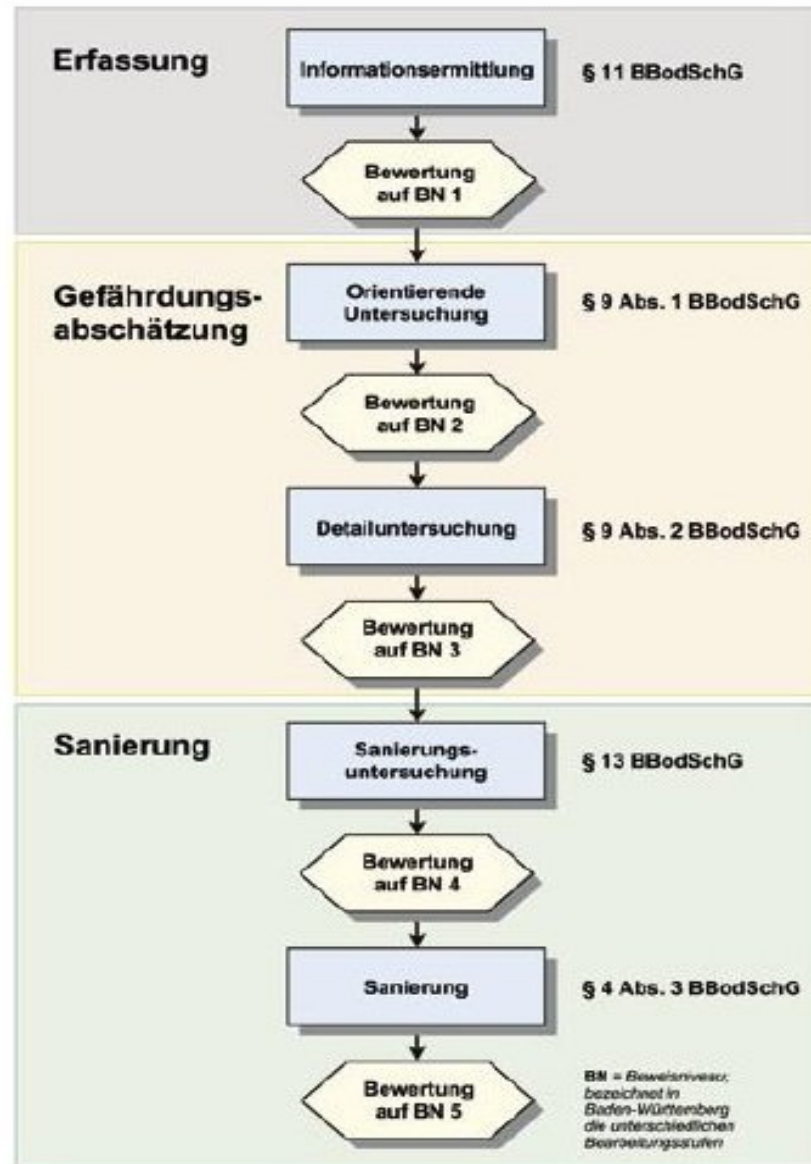 Erfassung
Informationsermittlung
§ 11 BBodSchG
Bewertung
auf BN 1
Gefährdungs-
abschätzung
Orientierende
Untersuchung
§ 9 Abs. 1 BBodSchG
Bewertung
auf BN 2
Detailuntersuchung
§ 9 Abs. 2 BBodSchG
Bewertung
auf BN 3
Sanierung
Sanierungs-
untersuchung
§ 13 BBodSchG
Bewertung
auf BN 4
Sanierung
§ 4 Abs. 3 BBodSchG
Bewertung
auf BN 5
BN = Beweisniveau;
bezeichnet in
Baden-Württemberg
die unterschiedlichen
Bearbeitungsstufen